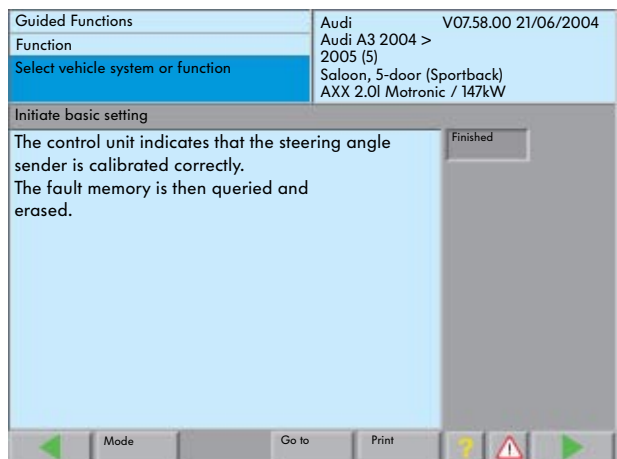 Guided Functions
Function
Select vehicle system or function
Audi V07.58.00 21/06/2004
Audi A3 2004 >
2005 (5)
Saloon, 5-door (Sportback)
AXX 2.0l Motronic / 147kW
Initiate basic setting
The control unit indicates that the steering angle
sender is calibrated correctly.
The fault memory is then queried and
erased.
Finished
Mode
Go to
Print
?